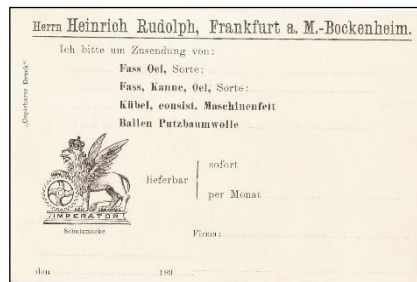 Herrn Heinrich Rudolph, Frankfurt a. M.-Bockenheim.
Ich bitte um Zusendung von:
Fass Oel, Sorte:
Fass, Kanne, Oel, Sorte:
Kübel, consist. Maschinenfett
Ballen Putzbaumwolle
lieferbar
sofort
per Monat
IMPERATOR
Schutzmarke
Firma:
den 189
Druck"